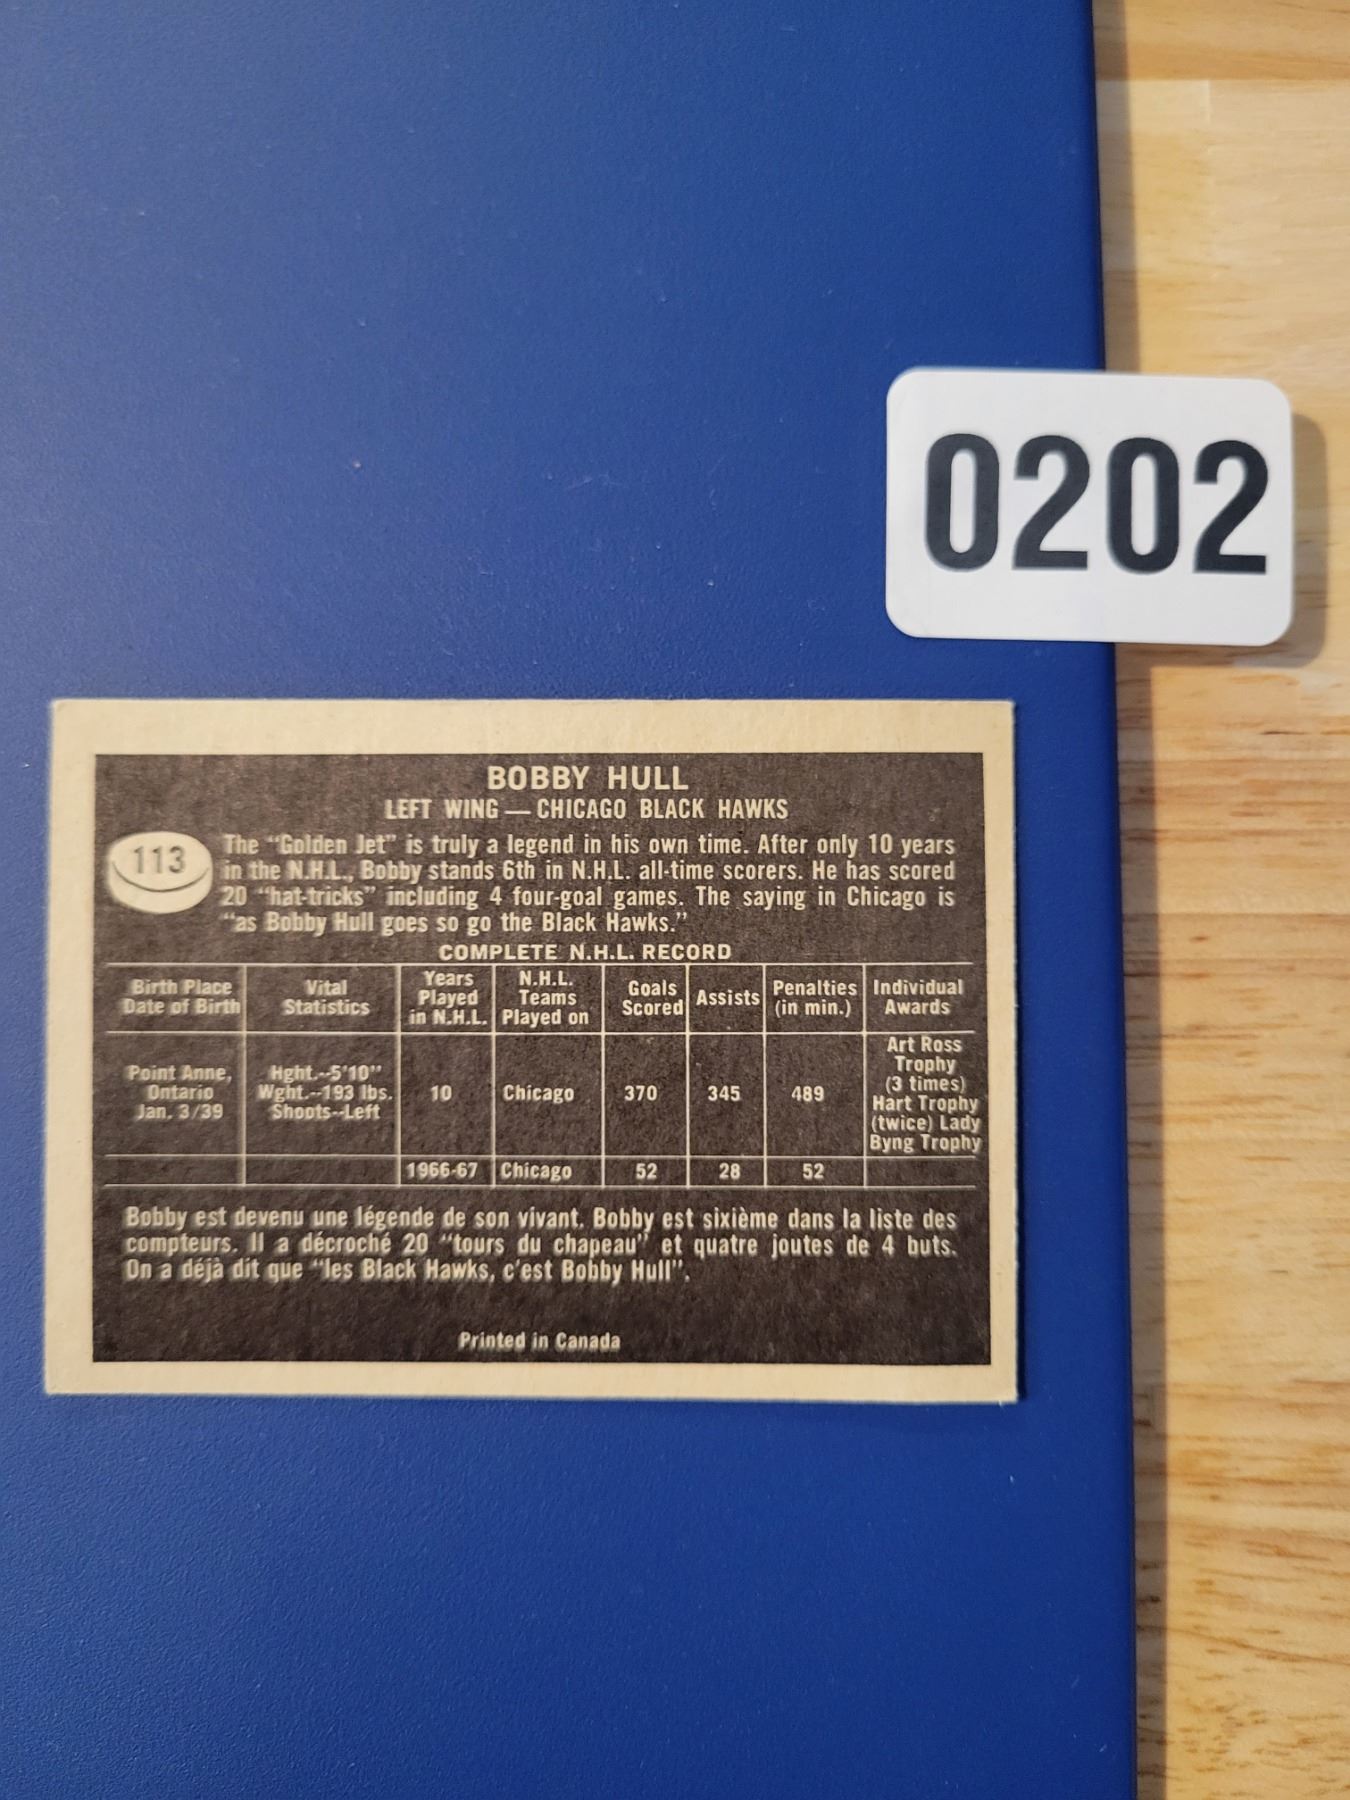 0202
BOBBY HULL
LEFT WING — CHICAGO BLACK HAWKS
113
The "Golden Jet" is truly a legend in his own time. After only 10 years
in the N.H.L., Bobby stands 6th in N.H.L. all-time scorers. He has scored
20 "hat-tricks" including 4 four-goal games. The saying in Chicago is
"as Bobby Hull goes so go the Black Hawks."
COMPLETE N.H.L. RECORD
Birth Place
Date of Birth
Vital
Statistics
Years
Played
in N.H.L.
N.H.L.
Teams
Played on
Goals
Scored
Assists
Penalties
(in min.)
Individual
Awards
Point Anne,
Ontario
Jan. 3/39
Hght.--5'10"
Wght.--193 lbs.
Shoots--Left
10
Chicago
370
345
489
Art Ross
Trophy
(3 times)
Hart Trophy
(twice) Lady
Byng Trophy
1966-67
Chicago
52
28
52
Bobby est devenu une légende de son vivant. Bobby est sixième dans la liste des
compteurs. Il a décroché 20 "tours du chapeau" et quatre joutes de 4 buts.
On a déjà dit que "les Black Hawks, c'est Bobby Hull".
Printed in Canada